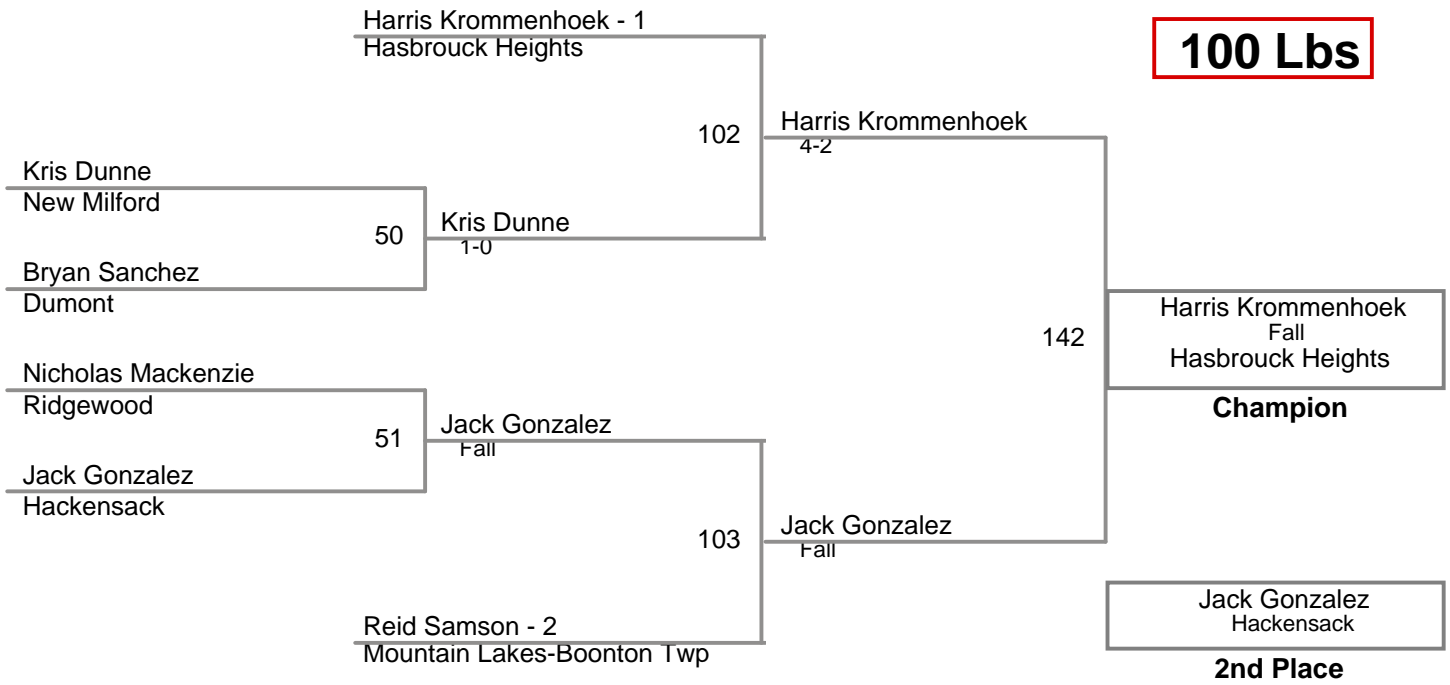 Harris Krommenhoek - 1
Hasbrouck Heights
100 Lbs
102
Harris Krommenhoek
4-2
Kris Dunne
New Milford
50
Kris Dunne
1-0
Bryan Sanchez
Dumont
142
Harris Krommenhoek
Fall
Hasbrouck Heights
Champion
Nicholas Mackenzie
Ridgewood
51
Jack Gonzalez
Fall
Jack Gonzalez
Hackensack
103
Jack Gonzalez
Fall
Reid Samson - 2
Mountain Lakes-Boonton Twp
Jack Gonzalez
Hackensack
2nd Place